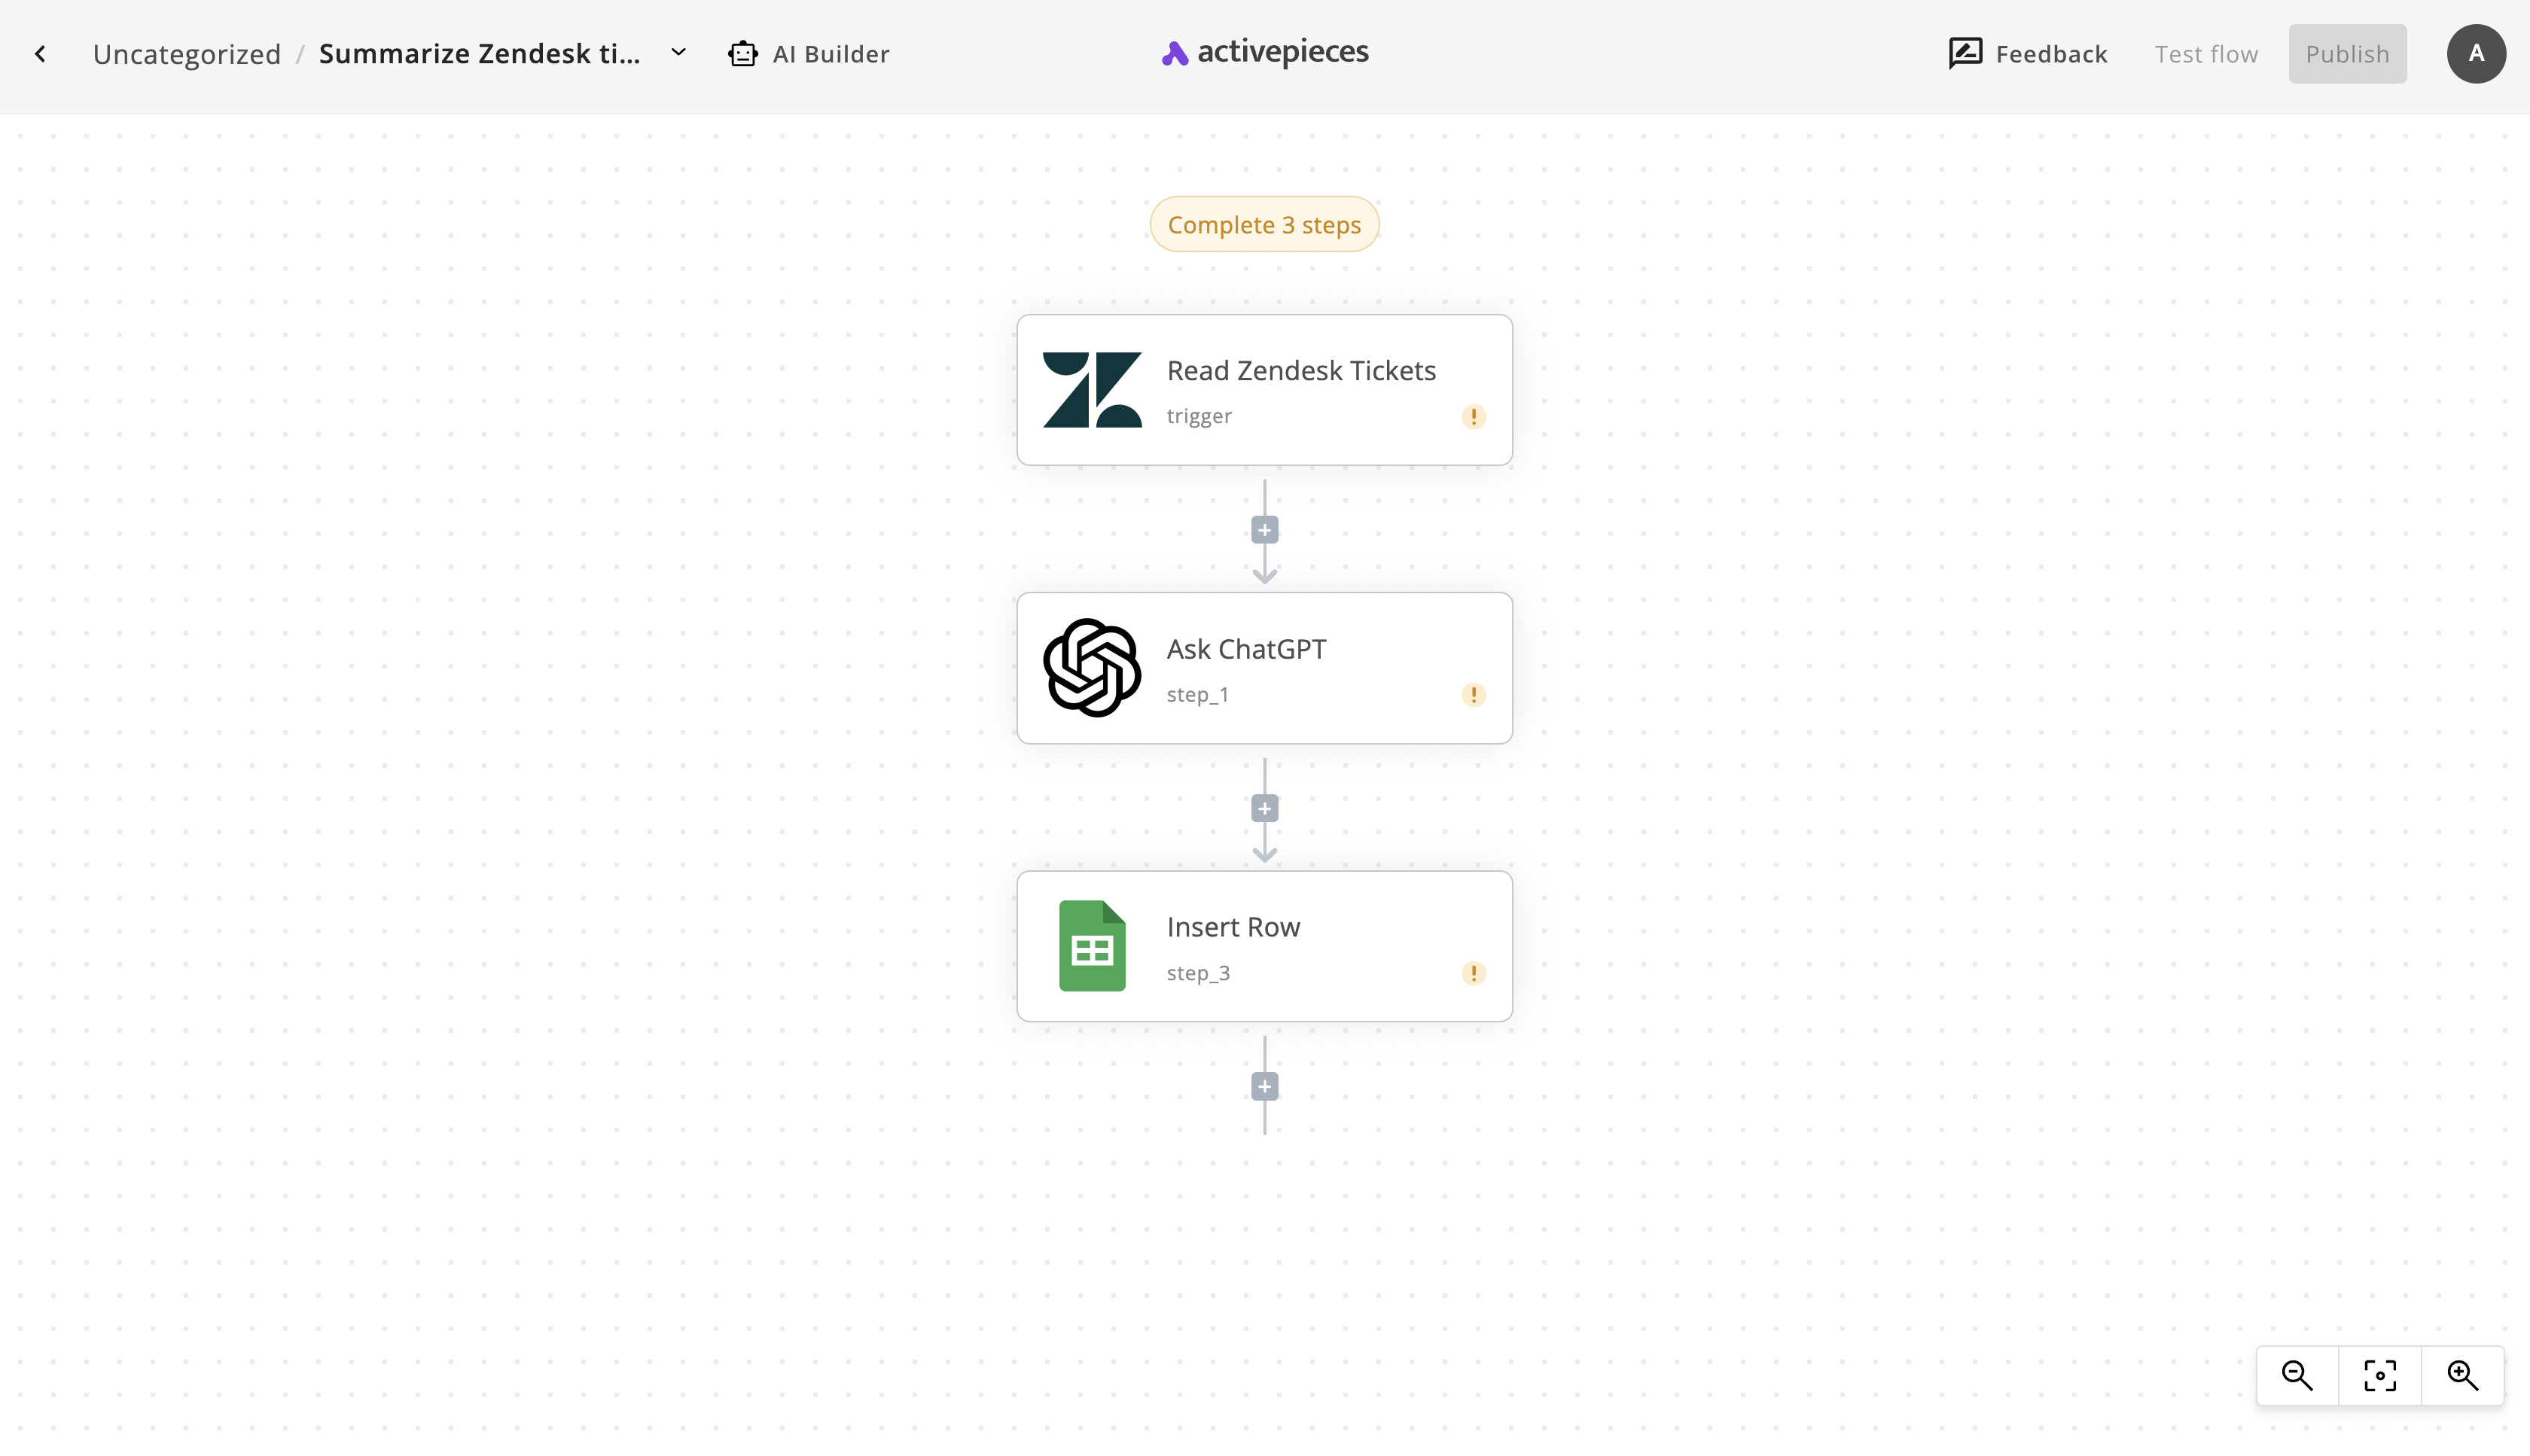 Uncategorized / Summarize Zendesk ti...
AI Builder
activepieces
Feedback
Test flow
Publish
A
Complete 3 steps
Read Zendesk Tickets
trigger
Ask ChatGPT
step_1
Insert Row
step_3